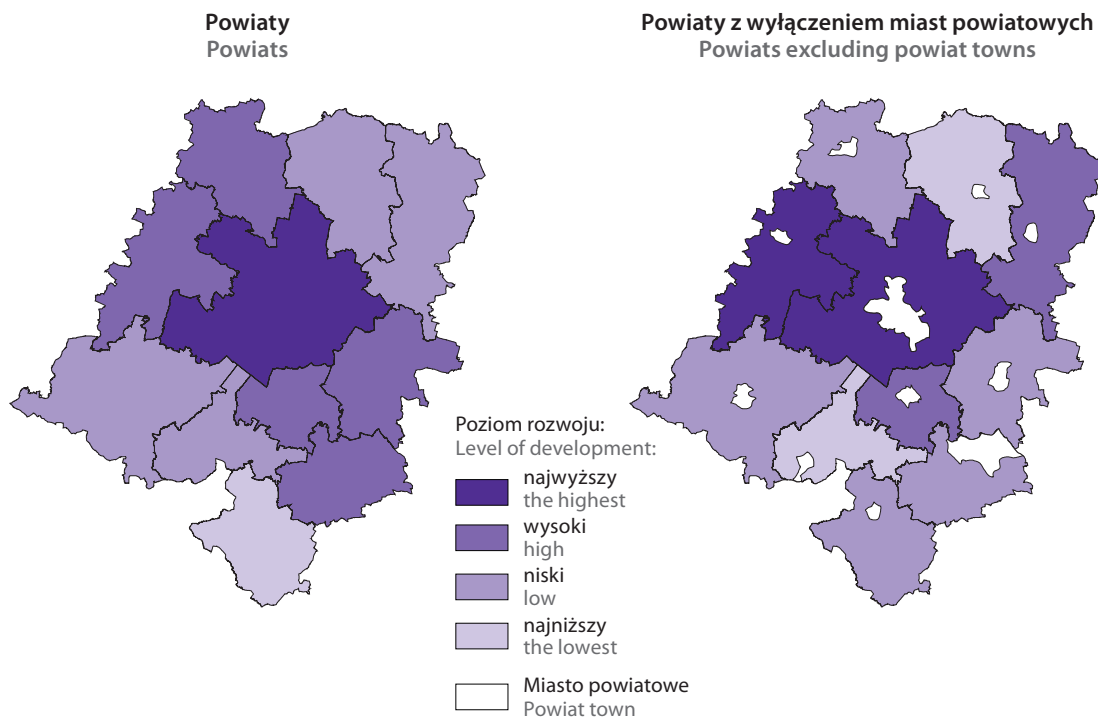 Powiaty
Powiats
Powiaty z wyłączeniem miast powiatowych
Powiats excluding powiat towns
Poziom rozwoju:
Level of development:
najwyższy
the highest
wysoki
high
niski
low
najniższy
the lowest
Miasto powiatowe
Powiat town